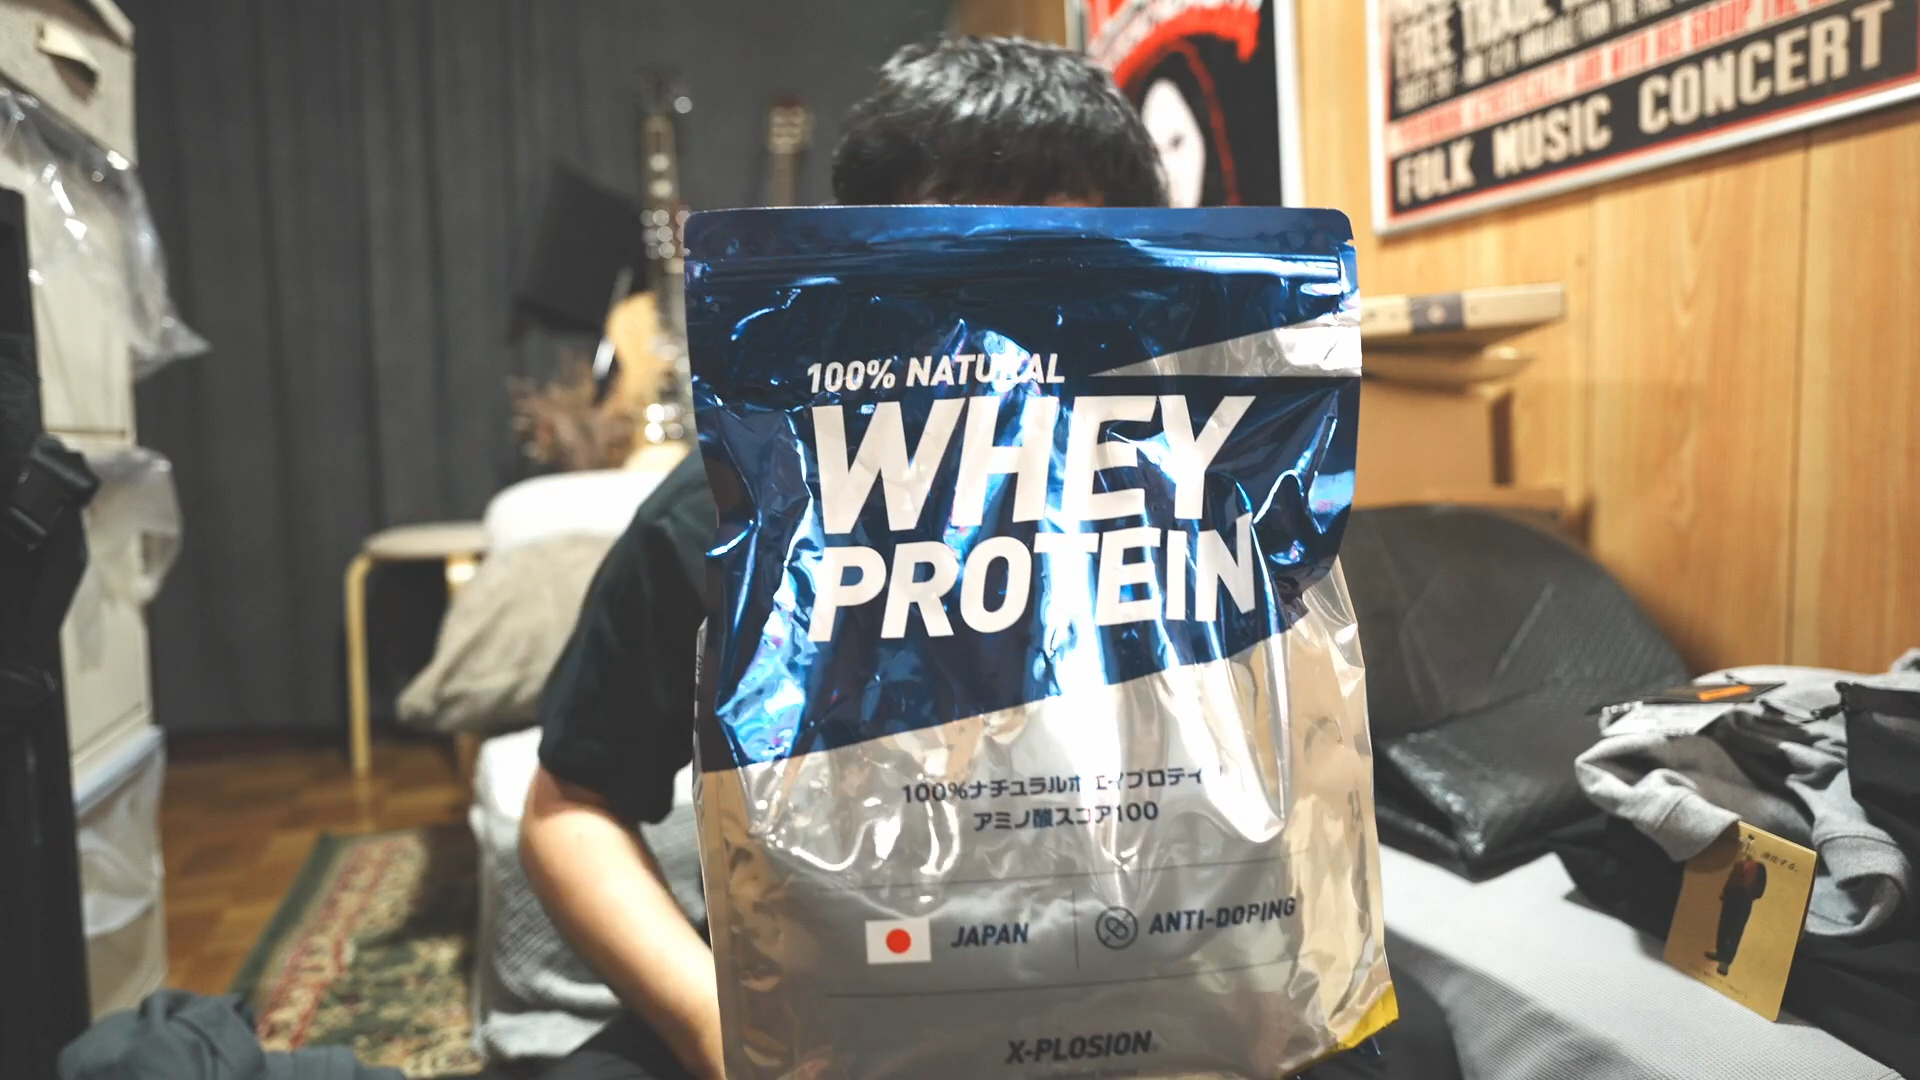 FREE TRADE
FOLK MUSIC CONCERT
100% NATURAL
WHEY
PROTEIN
100%ナチュラルホエイプロテイン
アミノ酸スコア100
JAPAN
ANTI-DOPING
X-PLOSION